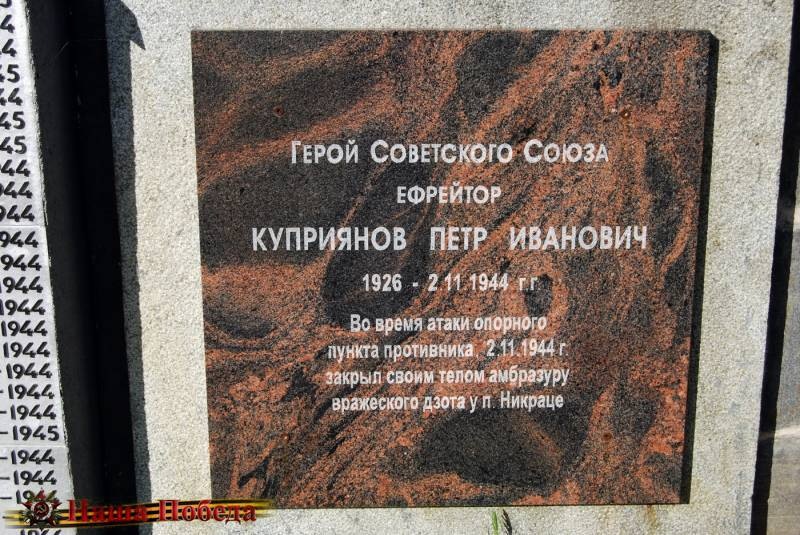 Герой Советского Союза
ефрейтор
КУПРИЯНОВ ПЕТР ИВАНОВИЧ
1926 - 2.11.1944 г.г
Во время атаки опорного
пункта противника, 2.11.1944 г.
закрыл своим телом амбразуру
вражеского дзота у п. Никраце
Наша Победа